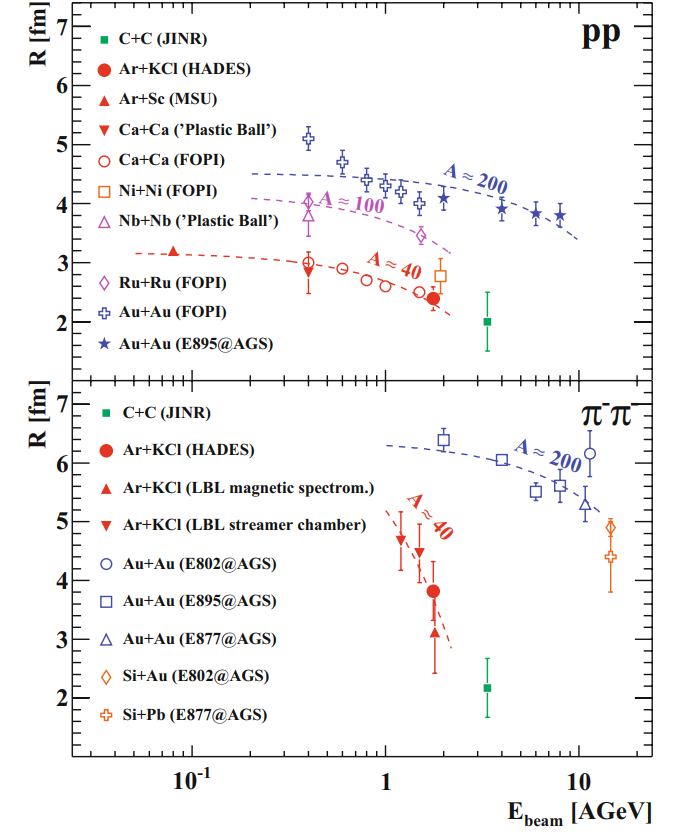 R [fm]
7
6
5
4
3
2
pp
C+C (JINR)
Ar+KCl (HADES)
Ar+Sc (MSU)
Ca+Ca ('Plastic Ball')
Ca+Ca (FOPI)
Ni+Ni (FOPI)
Nb+Nb ('Plastic Ball')
Ru+Ru (FOPI)
Au+Au (FOPI)
Au+Au (E895@AGS)
A ≈ 200
A ≈ 100
A ≈ 40
R [fm]
7
6
5
4
3
2
π⁻π⁻
C+C (JINR)
Ar+KCl (HADES)
Ar+KCl (LBL magnetic spectrom.)
Ar+KCl (LBL streamer chamber)
Au+Au (E802@AGS)
Au+Au (E895@AGS)
Au+Au (E877@AGS)
Si+Au (E802@AGS)
Si+Pb (E877@AGS)
A ≈ 200
A ≈ 40
10⁻¹ 1 10
E_beam [AGeV]